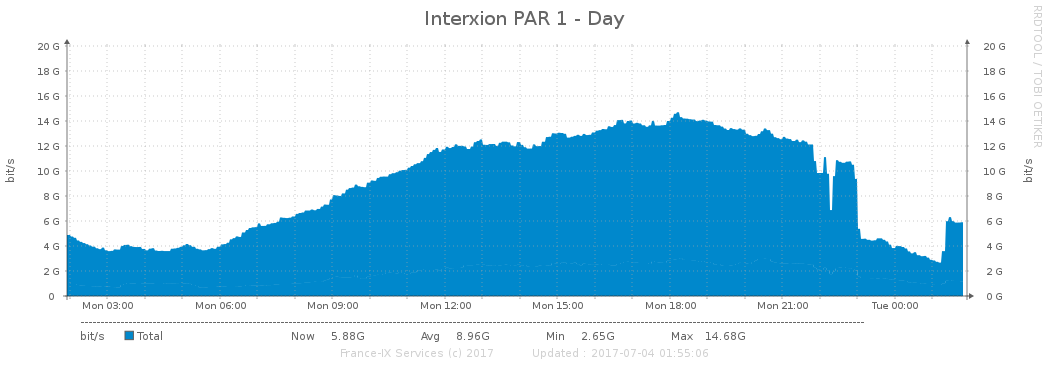 Interxion PAR 1 - Day
RRDTOOL / TOBI OETIKER
20 G 20 G
18 G 18 G
16 G 16 G
14 G 14 G
12 G 12 G
10 G 10 G
8 G 8 G
6 G 6 G
4 G 4 G
2 G 2 G
0 0 G
bit/s
bit/s
Mon 03:00 Mon 06:00 Mon 09:00 Mon 12:00 Mon 15:00 Mon 18:00 Mon 21:00 Tue 00:00
bit/s Total Now 5.88G Avg 8.96G Min 2.65G Max 14.68G
France-IX Services (c) 2017 Updated : 2017-07-04 01:55:06